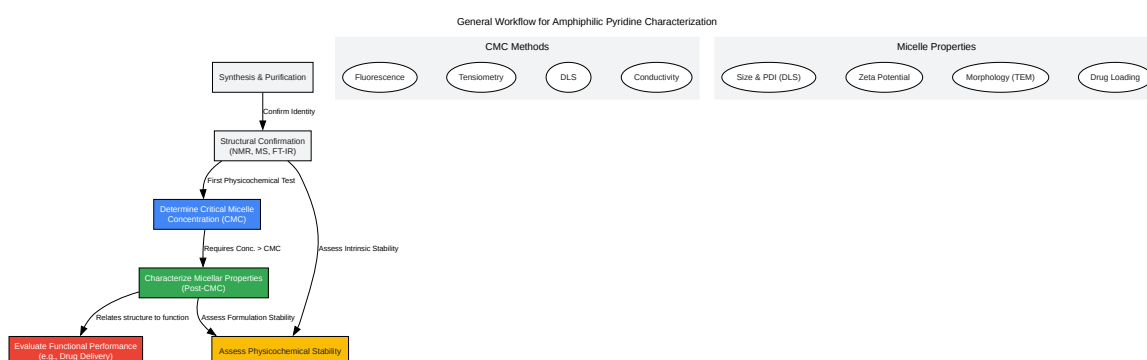 General Workflow for Amphiphilic Pyridine Characterization
CMC Methods
Micelle Properties
Synthesis & Purification
Fluorescence
Tensiometry
DLS
Conductivity
Size & PDI (DLS)
Zeta Potential
Morphology (TEM)
Drug Loading
Confirm Identity
Structural Confirmation
(NMR, MS, FT-IR)
First Physicochemical Test
Determine Critical Micelle
Concentration (CMC)
Requires Conc. > CMC
Assess Intrinsic Stability
Characterize Micellar Properties
(Post-CMC)
Relates structure to function
Assess Formulation Stability
Evaluate Functional Performance
(e.g., Drug Delivery)
Assess Physicochemical Stability